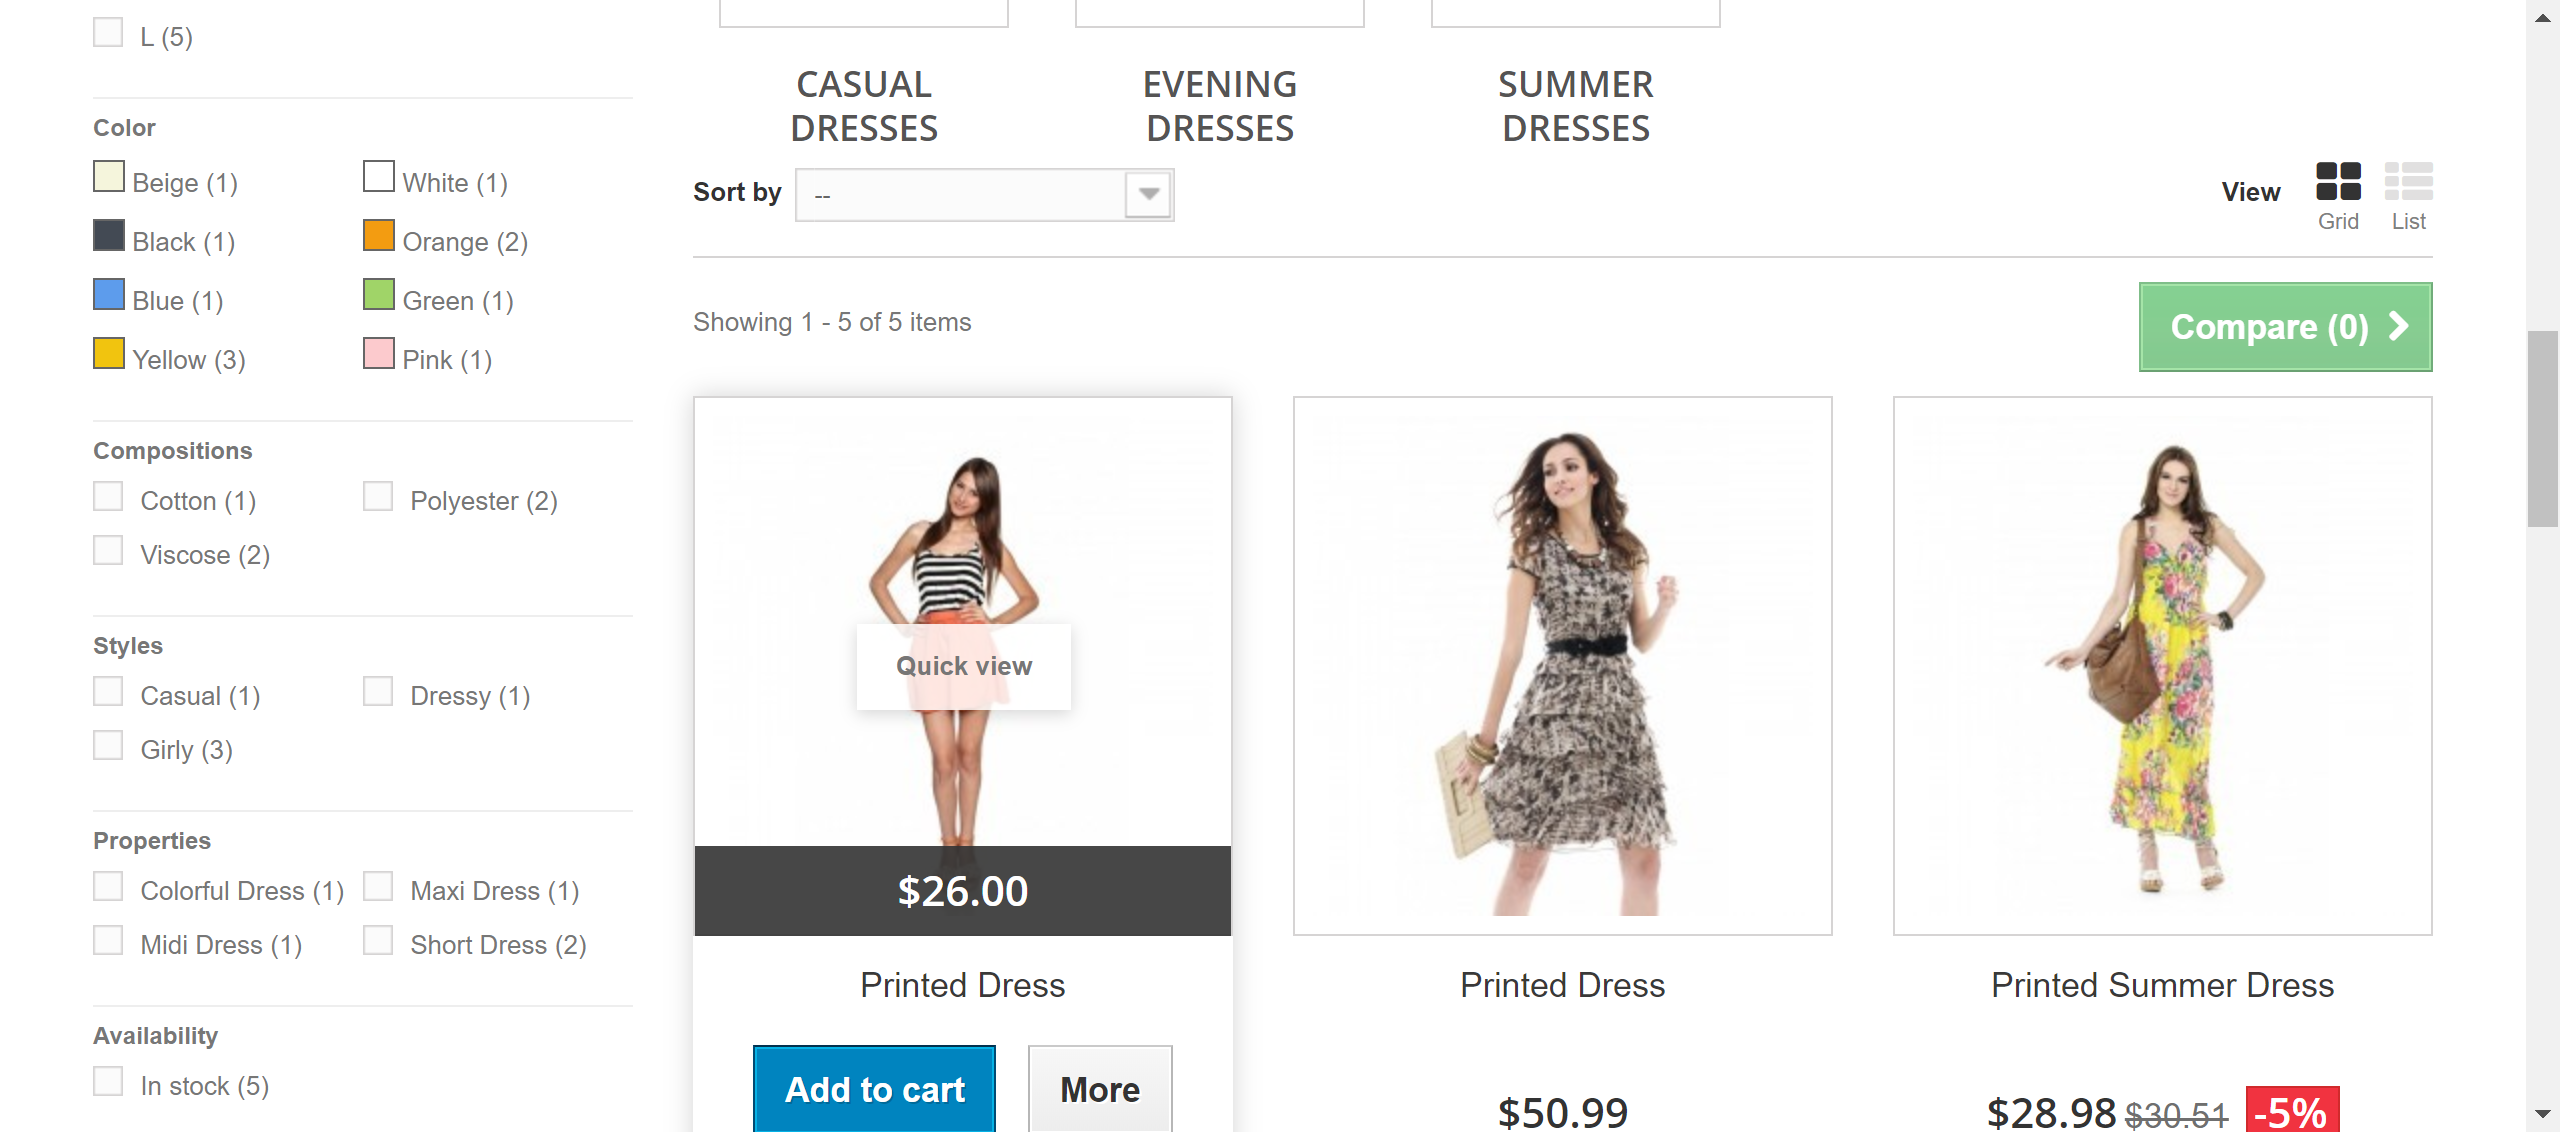 L (5)
Color
Beige (1)
White (1)
Black (1)
Orange (2)
Blue (1)
Green (1)
Yellow (3)
Pink (1)
Compositions
Cotton (1)
Polyester (2)
Viscose (2)
Styles
Casual (1)
Dressy (1)
Girly (3)
Properties
Colorful Dress (1)
Maxi Dress (1)
Midi Dress (1)
Short Dress (2)
Availability
In stock (5)
CASUAL
DRESSES
EVENING
DRESSES
SUMMER
DRESSES
Sort by
--
View
Grid
List
Showing 1 - 5 of 5 items
Compare (0)
Quick view
$26.00
Printed Dress
Add to cart
More
Printed Dress
$50.99
Printed Summer Dress
$28.98 $30.51 -5%